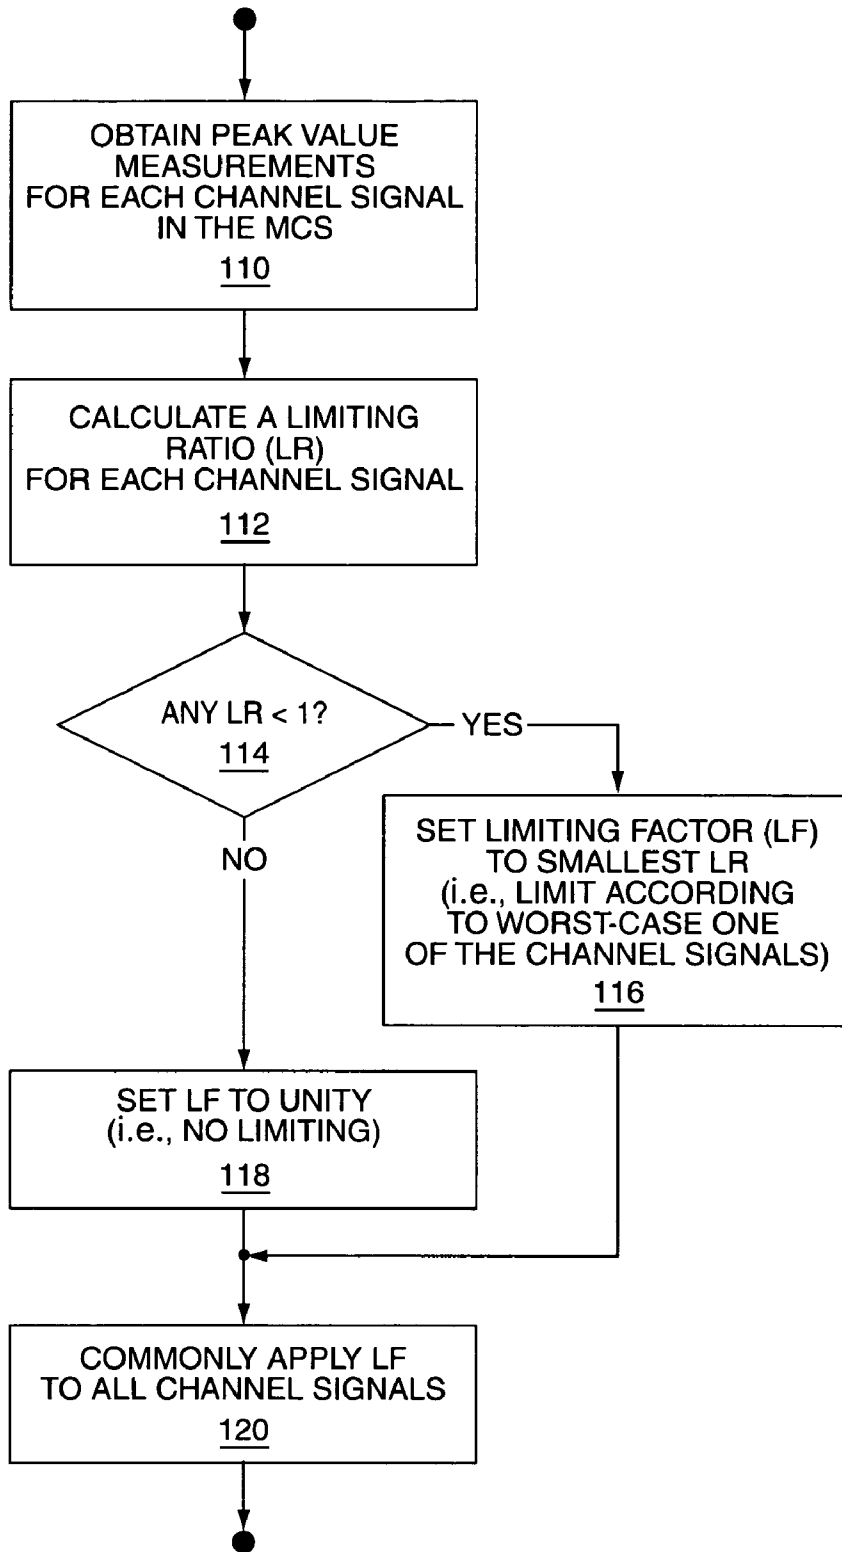 OBTAIN PEAK VALUE
MEASUREMENTS
FOR EACH CHANNEL SIGNAL
IN THE MCS
110
CALCULATE A LIMITING
RATIO (LR)
FOR EACH CHANNEL SIGNAL
112
ANY LR < 1?
114
YES
NO
SET LIMITING FACTOR (LF)
TO SMALLEST LR
(i.e., LIMIT ACCORDING
TO WORST-CASE ONE
OF THE CHANNEL SIGNALS)
116
SET LF TO UNITY
(i.e., NO LIMITING)
118
COMMONLY APPLY LF
TO ALL CHANNEL SIGNALS
120